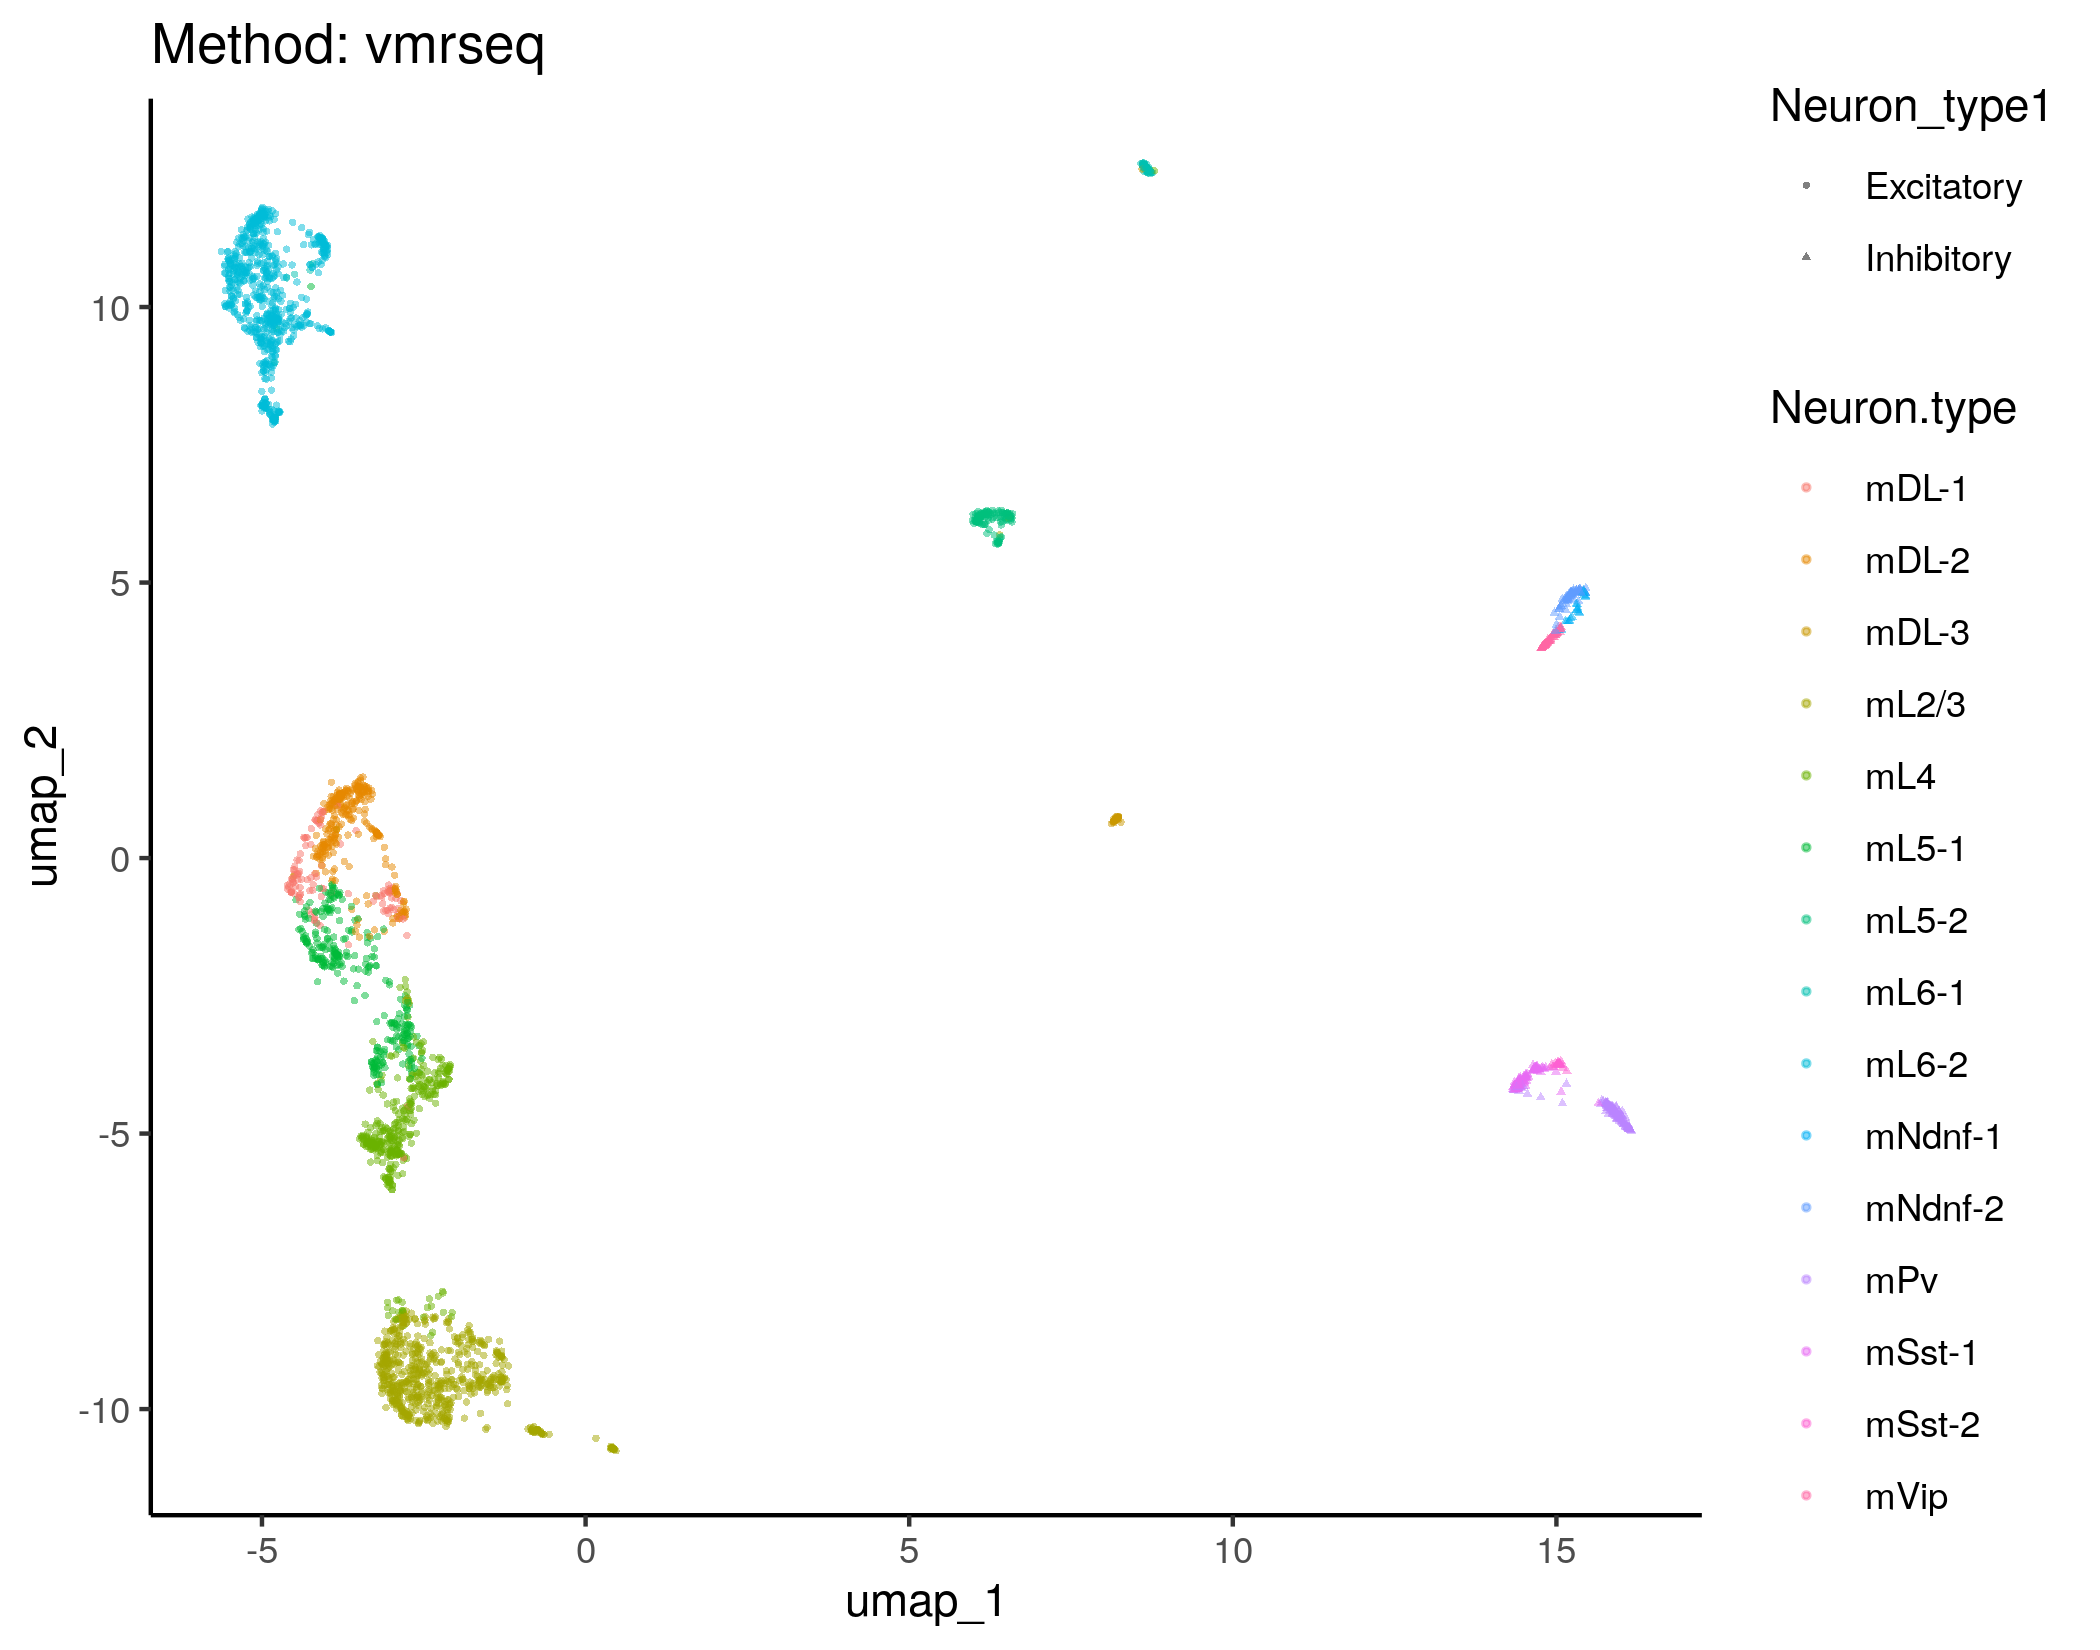 Method: vmrseq
umap_2
10
5
0
-5
-10
-5
0
5
10
15
umap_1
Neuron_type1
Excitatory
Inhibitory
Neuron.type
mDL-1
mDL-2
mDL-3
mL2/3
mL4
mL5-1
mL5-2
mL6-1
mL6-2
mNdnf-1
mNdnf-2
mPv
mSst-1
mSst-2
mVip